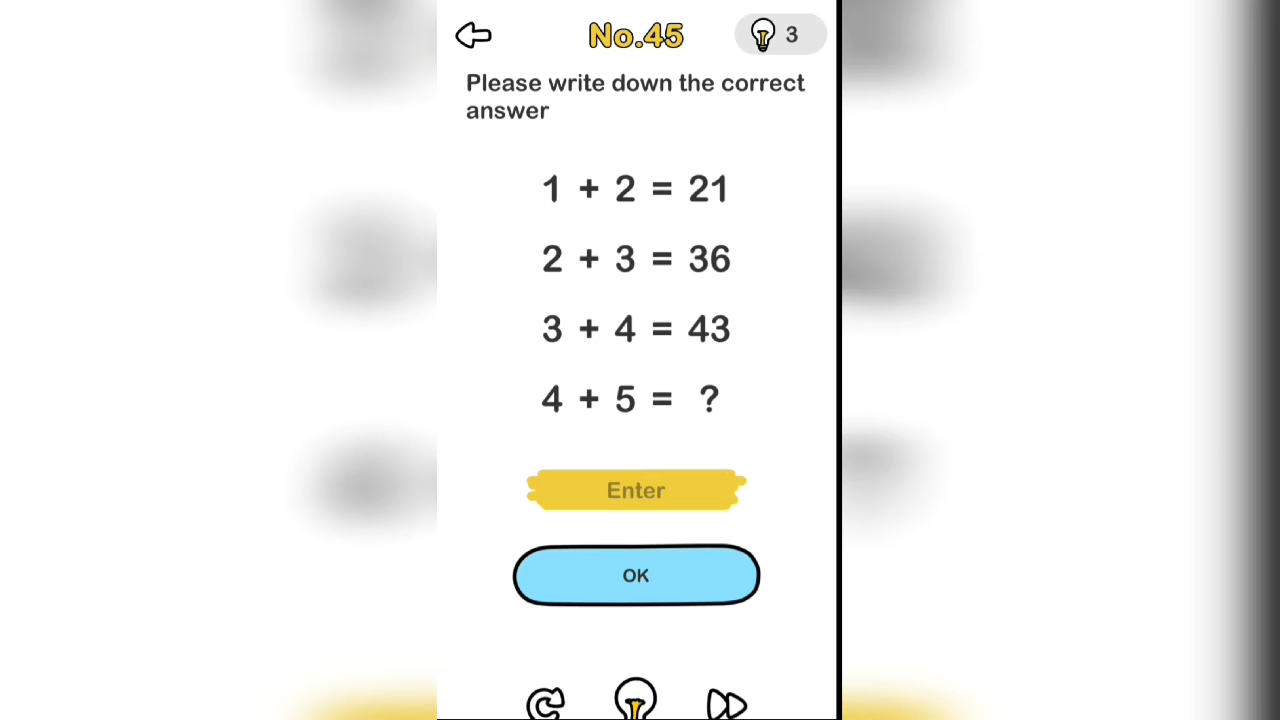 No.45
3
Please write down the correct
answer
1 + 2 = 21
2 + 3 = 36
3 + 4 = 43
4 + 5 = ?
Enter
OK